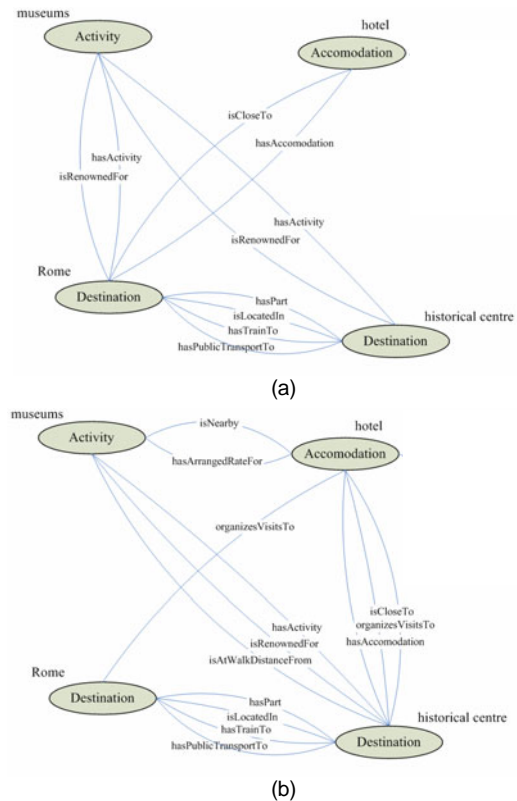 museums
Activity
hotel
Accomodation
isCloseTo
hasAccomodation
hasActivity
isRenownedFor
hasActivity
isRenownedFor
Rome
Destination
hasPart
isLocatedIn
hasTrainTo
hasPublicTransportTo
historical centre
Destination
(a)
museums
Activity
isNearby
hasArrangedRateFor
hotel
Accomodation
organizesVisitsTo
isCloseTo
organizesVisitsTo
hasAccomodation
hasActivity
isRenownedFor
isAtWalkDistanceFrom
Rome
Destination
hasPart
isLocatedIn
hasTrainTo
hasPublicTransportTo
historical centre
Destination
(b)